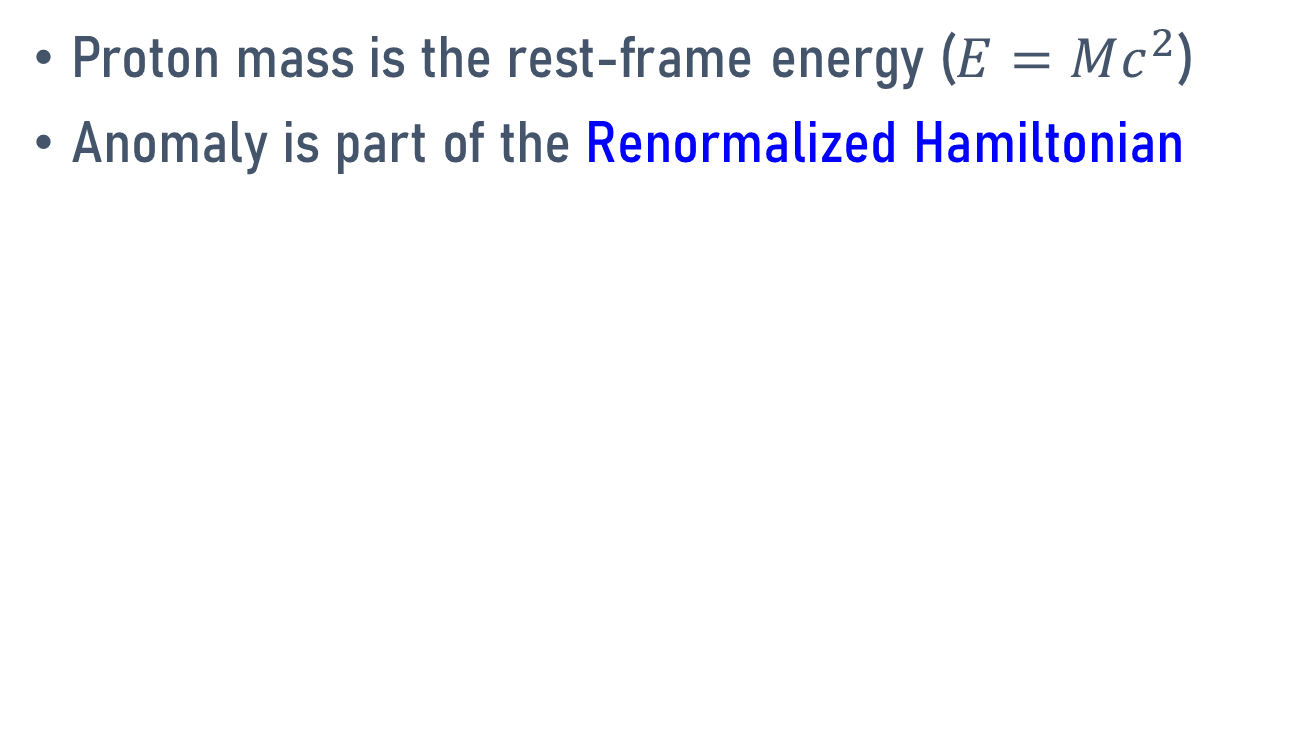 • Proton mass is the rest-frame energy (E = Mc²)
• Anomaly is part of the Renormalized Hamiltonian